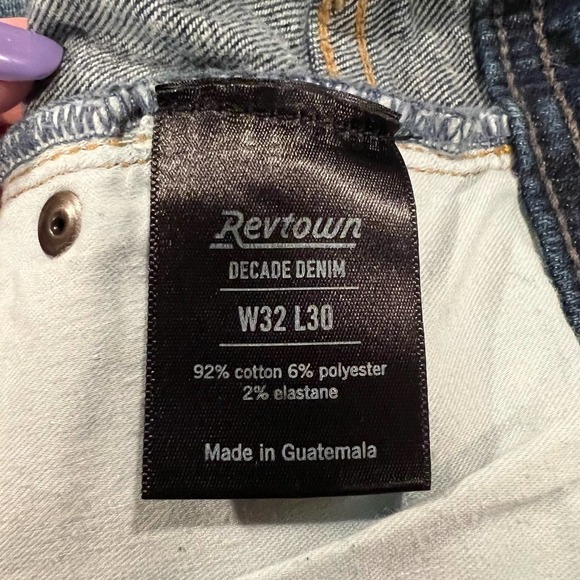 Revtown
DECADE DENIM
W32 L30
92% cotton 6% polyester
2% elastane
Made in Guatemala